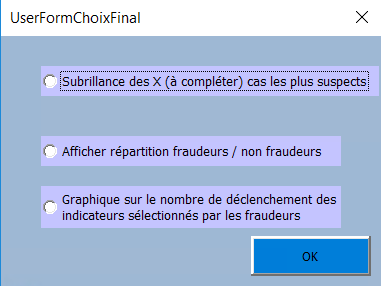 UserFormChoixFinal
Subrillance des X (à compléter) cas les plus suspects
Afficher répartition fraudeurs / non fraudeurs
Graphique sur le nombre de déclenchement des
indicateurs sélectionnés par les fraudeurs
OK